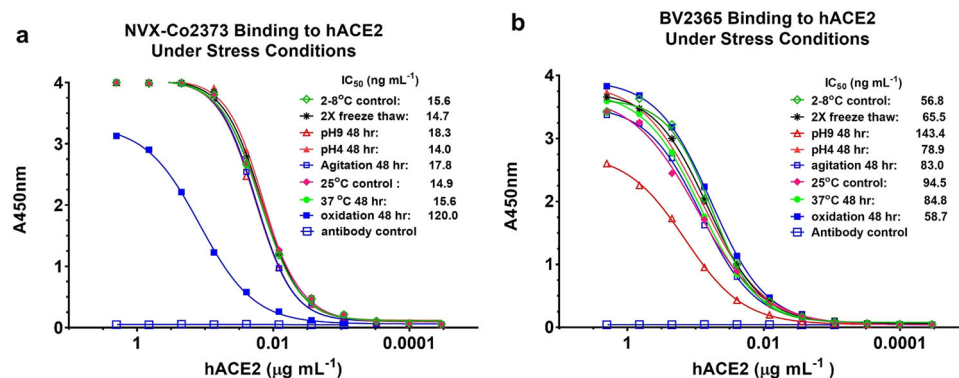 a
NVX-Co2373 Binding to hACE2
Under Stress Conditions
A450nm
4
3
2
1
0
IC50 (ng mL⁻¹)
2-8°C control: 15.6
2X freeze thaw: 14.7
pH9 48 hr: 18.3
pH4 48 hr: 14.0
Agitation 48 hr: 17.8
25°C control : 14.9
37 °C 48 hr: 15.6
oxidation 48 hr: 120.0
antibody control
1 0.01 0.0001
hACE2 (µg mL⁻¹)
b
BV2365 Binding to hACE2
Under Stress Conditions
A450nm
4
3
2
1
0
IC50 (ng mL⁻¹)
2-8°C control: 56.8
2X freeze thaw: 65.5
pH9 48 hr: 143.4
pH4 48 hr: 78.9
agitation 48 hr: 83.0
25°C control: 94.5
37°C 48 hr: 84.8
oxidation 48 hr: 58.7
Antibody control
1 0.01 0.0001
hACE2 (µg mL⁻¹)